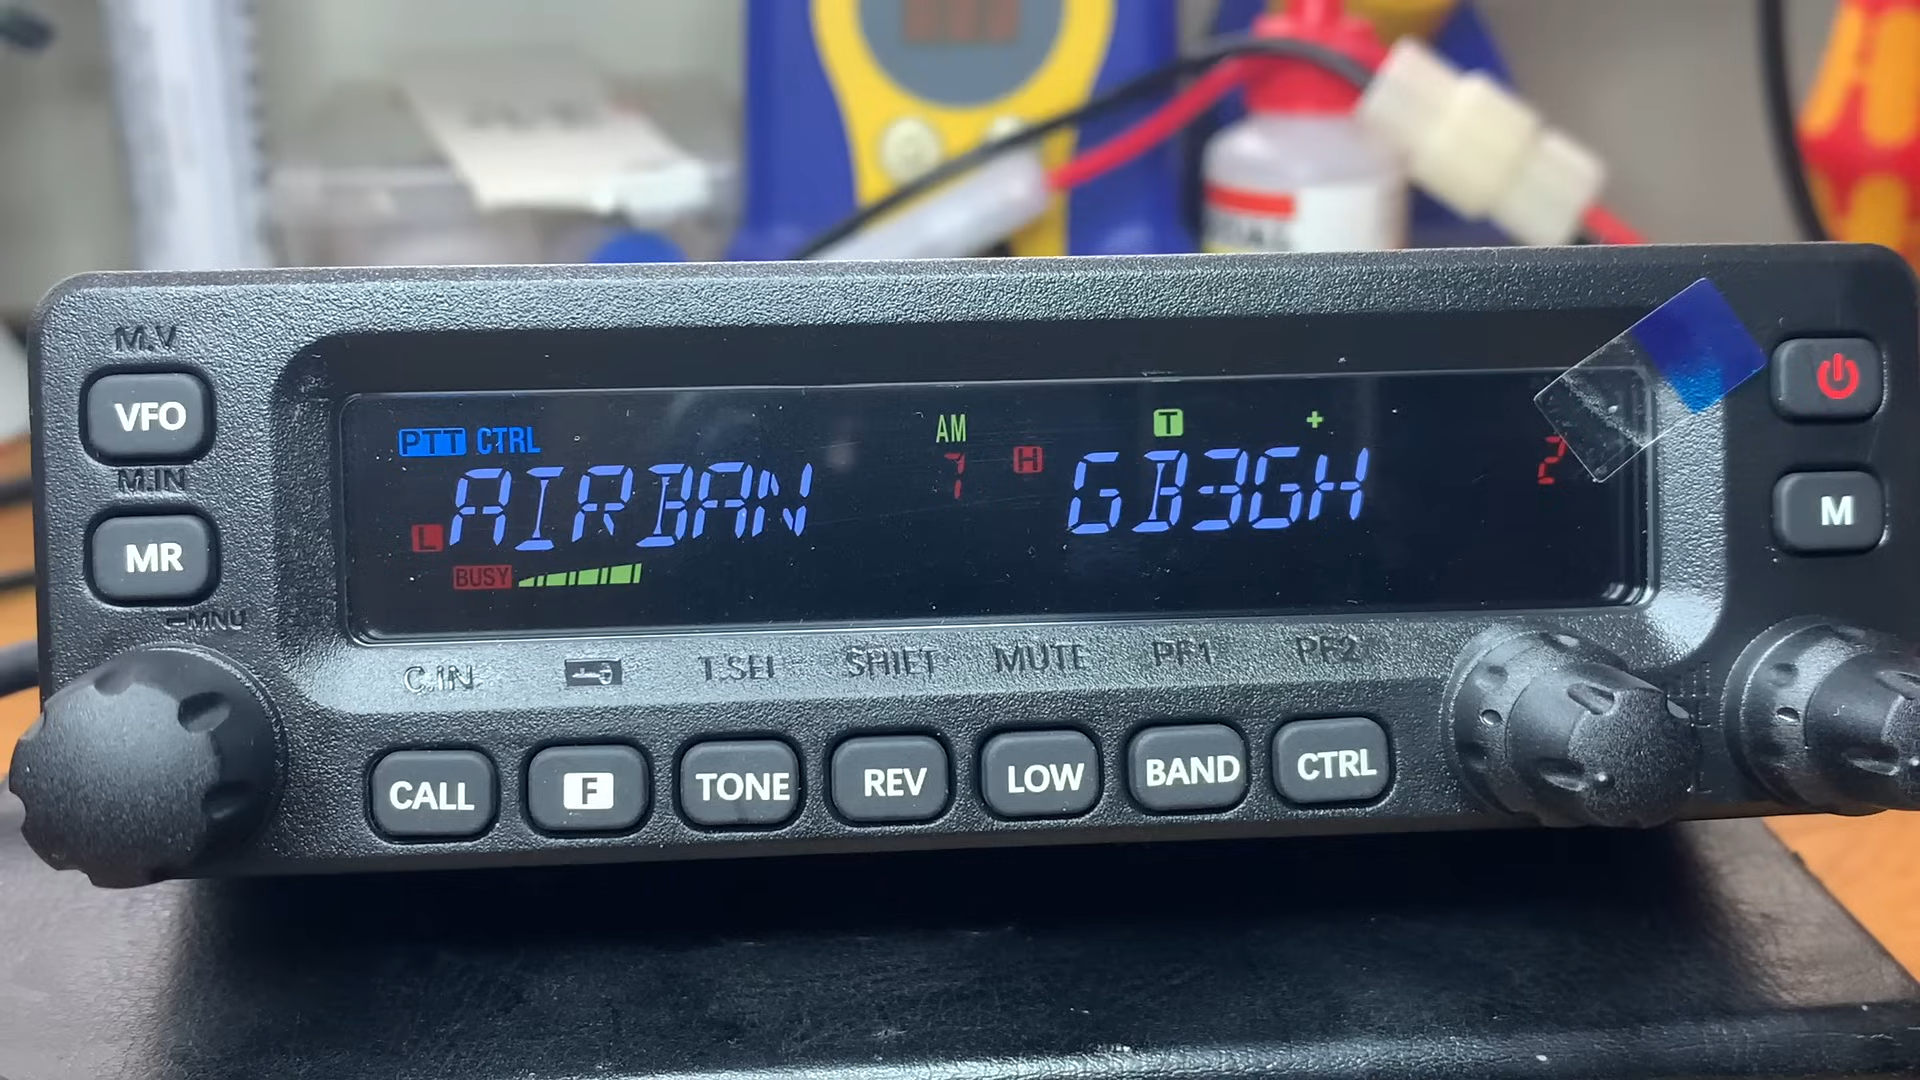 M.V
VFO
M.IN
MR
MNU
PTT CTRL
AM
T
+
L AIRBAN 7
H GB3GH 2
BUSY
C.IN
T.SEL
SHIFT
MUTE
PF1
PF2
CALL
F
TONE
REV
LOW
BAND
CTRL
M